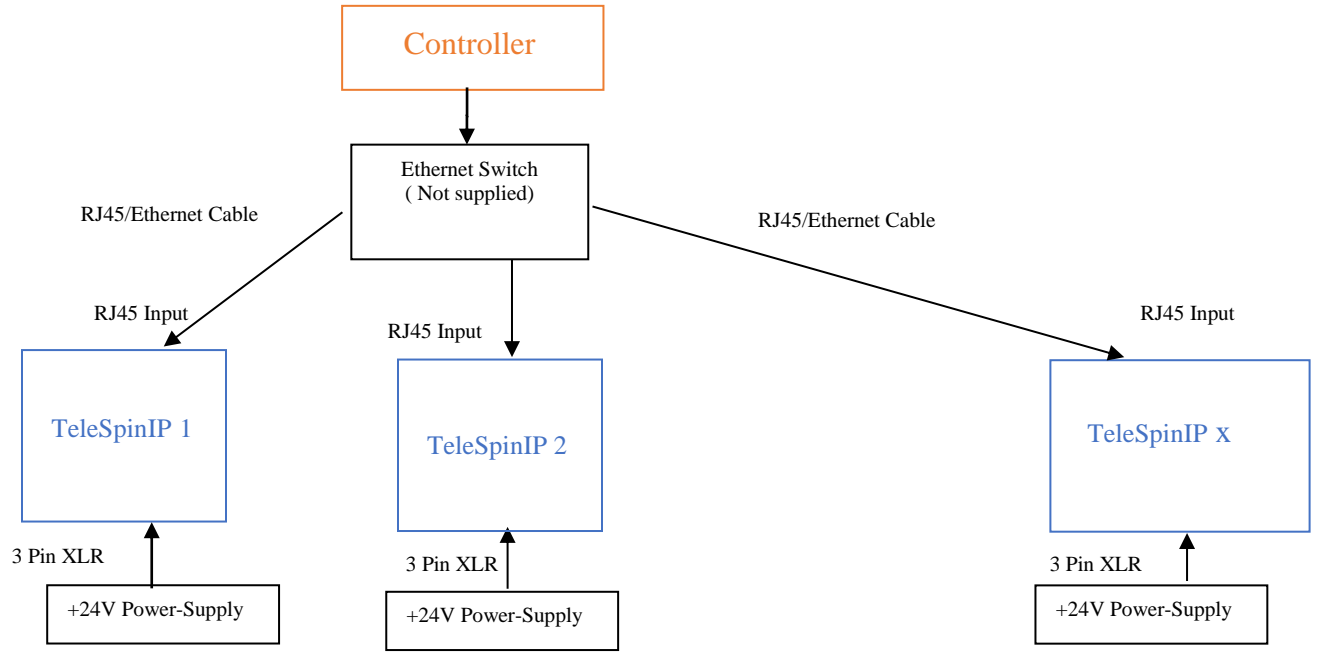 Controller
Ethernet Switch
( Not supplied)
RJ45/Ethernet Cable
RJ45/Ethernet Cable
RJ45 Input
RJ45 Input
RJ45 Input
TeleSpinIP 1
TeleSpinIP 2
TeleSpinIP x
3 Pin XLR
3 Pin XLR
3 Pin XLR
+24V Power-Supply
+24V Power-Supply
+24V Power-Supply